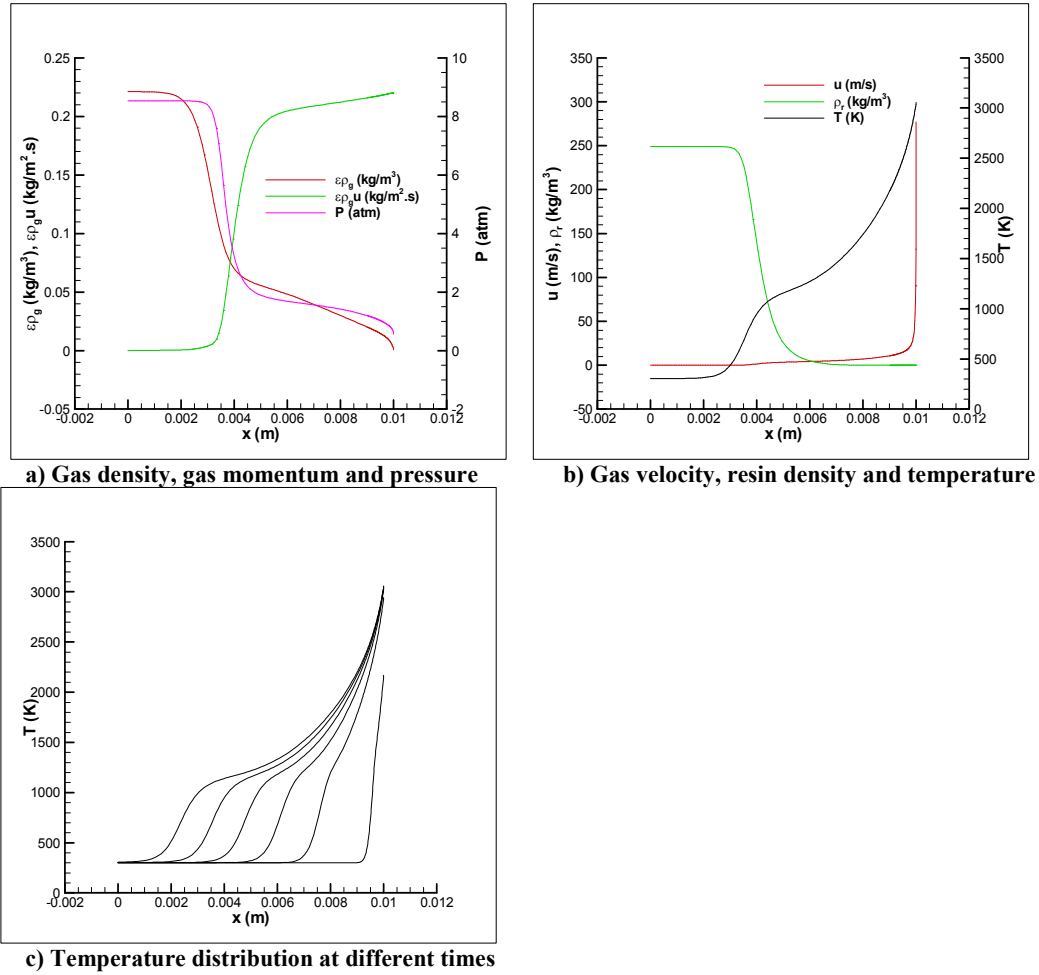 0.25
0.2
0.15
0.1
0.05
0
-0.05
ερg (kg/m³), ερg u (kg/m².s)
10
8
6
4
2
0
-2
P (atm)
ερg (kg/m³)
ερg u (kg/m².s)
P (atm)
-0.002 0 0.002 0.004 0.006 0.008 0.01 0.012
x (m)
a) Gas density, gas momentum and pressure
350
300
250
200
150
100
50
0
-50
u (m/s), ρr (kg/m³)
3500
3000
2500
2000
1500
1000
500
0
T (K)
u (m/s)
ρr (kg/m³)
T (K)
-0.002 0 0.002 0.004 0.006 0.008 0.01 0.012
x (m)
b) Gas velocity, resin density and temperature
3500
3000
2500
2000
1500
1000
500
0
T (K)
-0.002 0 0.002 0.004 0.006 0.008 0.01 0.012
x (m)
c) Temperature distribution at different times